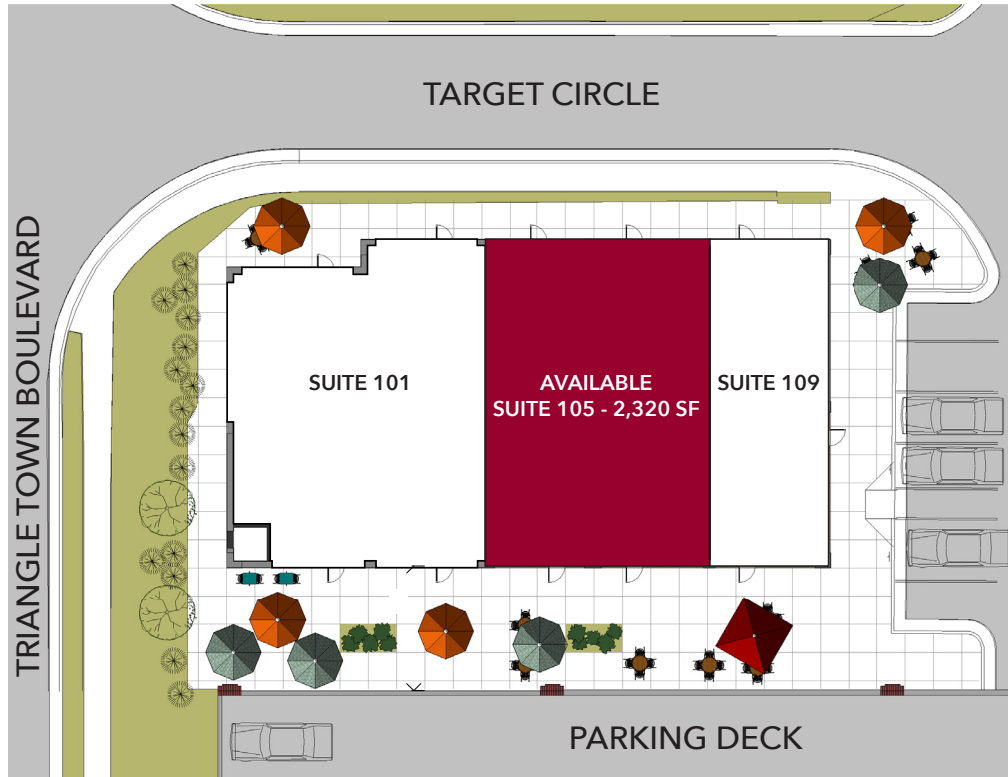 TARGET CIRCLE
TRIANGLE TOWN BOULEVARD
SUITE 101
AVAILABLE
SUITE 105 - 2,320 SF
SUITE 109
PARKING DECK